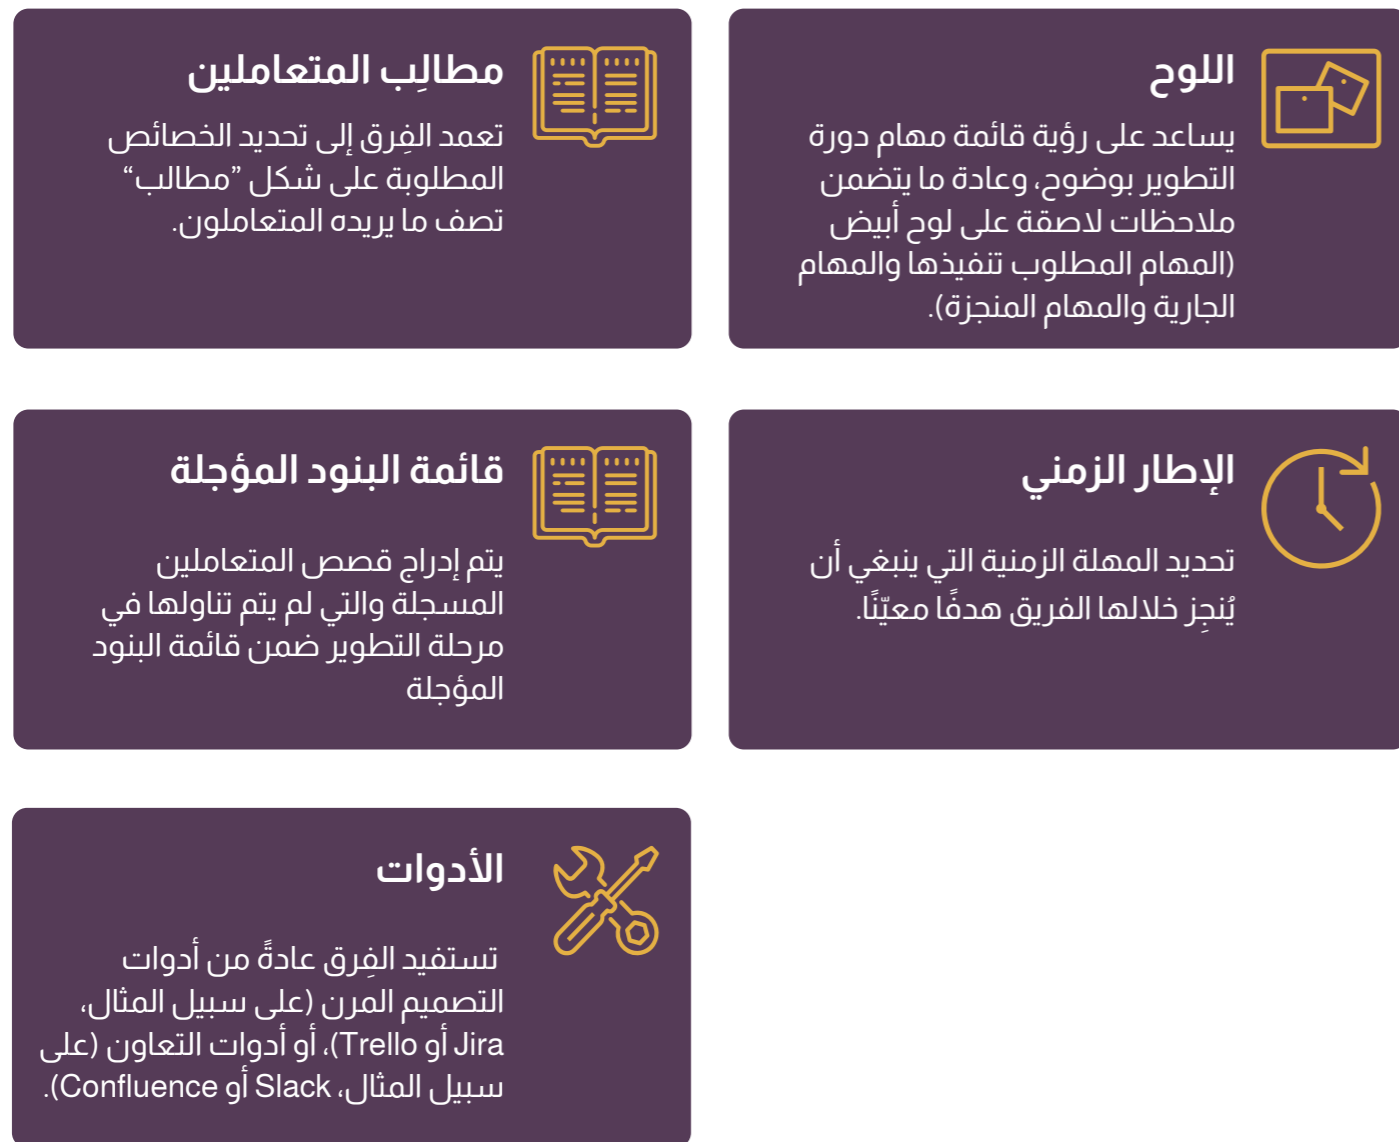 اللوح
يساعد على رؤية قائمة مهام دورة
التطوير بوضوح، وعادة ما يتضمن
ملاحظات لاصقة على لوح أبيض
(المهام المطلوب تنفيذها والمهام
الجارية والمهام المنجزة).
مطالِب المتعاملين
تعمد الفِرق إلى تحديد الخصائص
المطلوبة على شكل ”مطالب“
تصف ما يريده المتعاملون.
الإطار الزمني
تحديد المهلة الزمنية التي ينبغي أن
يُنجِز خلالها الفريق هدفًا معيّنًا.
قائمة البنود المؤجلة
يتم إدراج قصص المتعاملين
المسجلة والتي لم يتم تناولها في
مرحلة التطوير ضمن قائمة البنود
المؤجلة
الأدوات
تستفيد الفِرق عادةً من أدوات
التصميم المرن (على سبيل المثال،
Jira أو Trello)، أو أدوات التعاون (على
سبيل المثال، Slack أو Confluence).